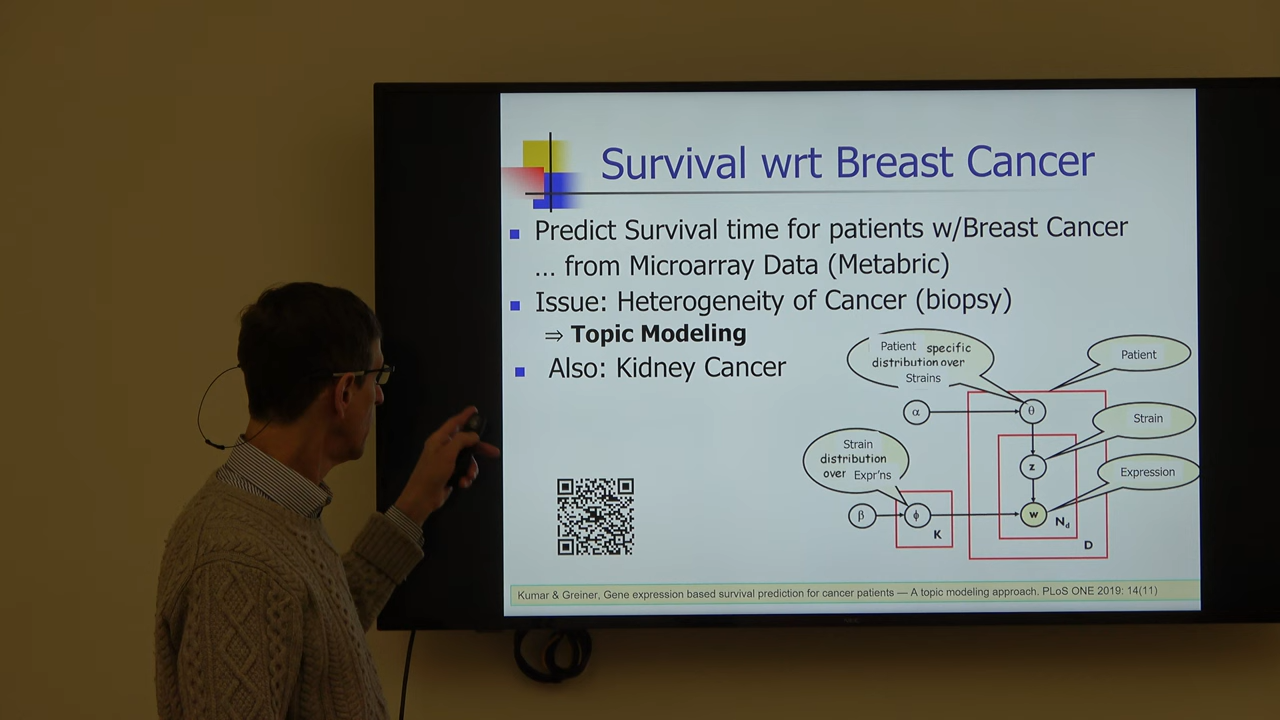 Survival wrt Breast Cancer
Predict Survival time for patients w/Breast Cancer
... from Microarray Data (Metabric)
Issue: Heterogeneity of Cancer (biopsy)
⇒ Topic Modeling
Also: Kidney Cancer
Patient specific
distribution over
Strains
Patient
α
θ
Strain
Strain
distribution
over Expr'ns
z
Expression
β
ϕ
w
N_d
K
D
Kumar & Greiner, Gene expression based survival prediction for cancer patients — A topic modeling approach. PLoS ONE 2019: 14(11)